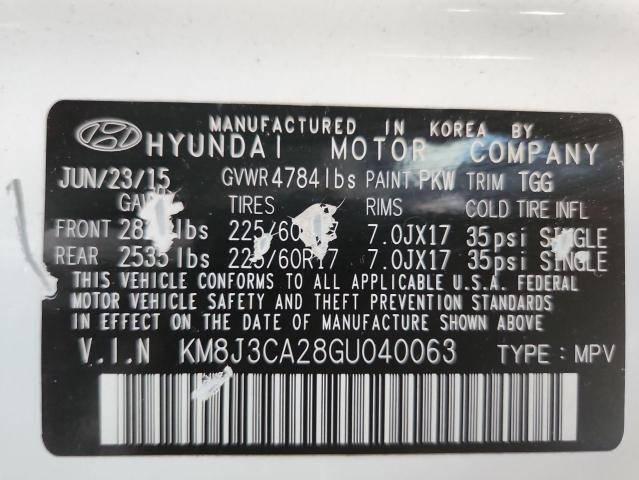 MANUFACTURED IN KOREA BY
HYUNDAI MOTOR COMPANY
JUN/23/15 GVWR 4784 lbs PAINT PKW TRIM TGG
TIRES RIMS COLD TIRE INFL
FRONT lbs 225/60R17 7.0JX17 35psi SINGLE
REAR 2535 lbs 225/60R17 7.0JX17 35psi SINGLE
THIS VEHICLE CONFORMS TO ALL APPLICABLE U.S.A. FEDERAL
MOTOR VEHICLE SAFETY AND THEFT PREVENTION STANDARDS
IN EFFECT ON THE DATE OF MANUFACTURE SHOWN ABOVE.
V.I.N KM8J3CA28GU040063 TYPE : MPV